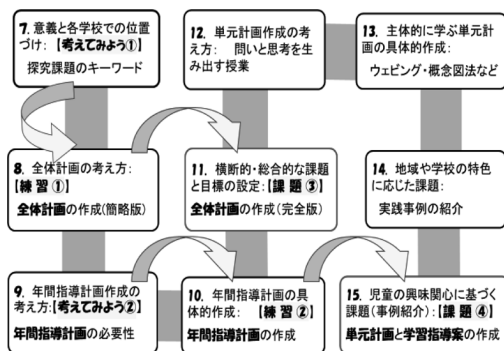 7. 意義と各学校での位置
づけ:【考えてみよう①】
探究課題のキーワード
8. 全体計画の考え方:
【練習①】
全体計画の作成(簡略版)
9. 年間指導計画作成の
考え方:【考えてみよう②】
年間指導計画の必要性
10. 年間指導計画の具
体的作成: 【練習②】
年間指導計画の作成
11. 横断的・総合的な課題
と目標の設定:【課題③】
全体計画の作成(完全版)
12. 単元計画作成の考
え方: 問いと思考を生
み出す授業
13. 主体的に学ぶ単元計
画の具体的作成:
ウェビング・概念図法など
14. 地域や学校の特色
に応じた課題:
実践事例の紹介
15. 児童の興味関心に基づく
課題(事例紹介):【課題④】
単元計画と学習指導案の作成